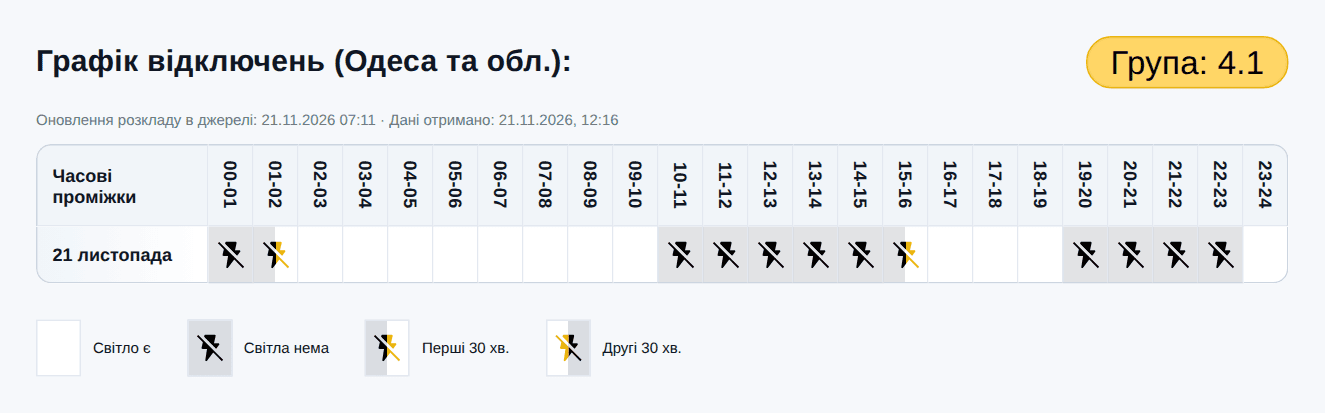 Графік відключень (Одеса та обл.):
Група: 4.1
Оновлення розкладу в джерелі: 21.11.2026 07:11 · Дані отримано: 21.11.2026, 12:16
Часові
проміжки
00-01
01-02
02-03
03-04
04-05
05-06
06-07
07-08
08-09
09-10
10-11
11-12
12-13
13-14
14-15
15-16
16-17
17-18
18-19
19-20
20-21
21-22
22-23
23-24
21 листопада
Світло є
Світла нема
Перші 30 хв.
Другі 30 хв.